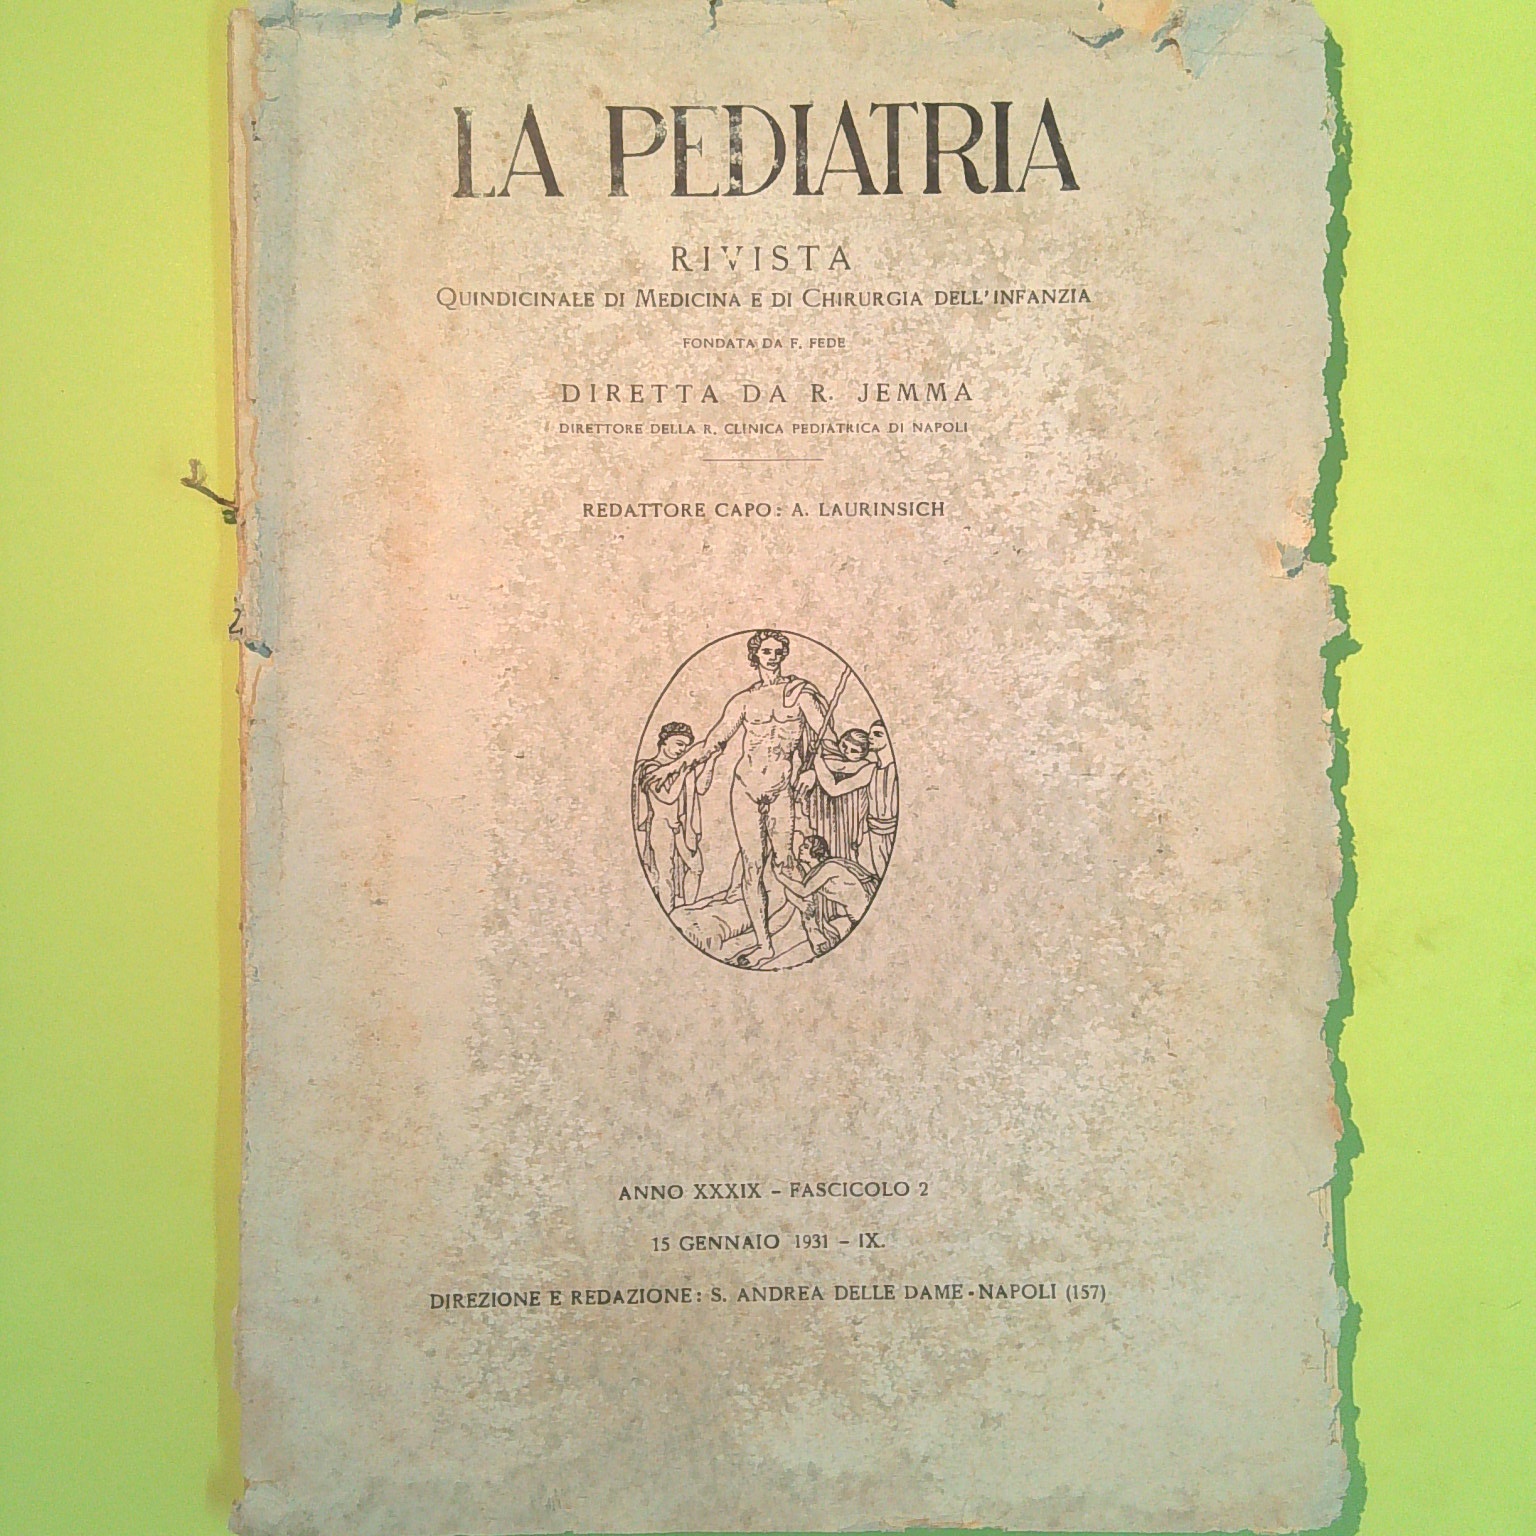 LA PEDIATRIA
RIVISTA
QUINDICINALE DI MEDICINA E DI CHIRURGIA DELL'INFANZIA
FONDATA DA F. FEDE
DIRETTA DA R. JEMMA
DIRETTORE DELLA R. CLINICA PEDIATRICA DI NAPOLI
REDATTORE CAPO: A. LAURINSICH
2
ANNO XXXIX - FASCICOLO 2
15 GENNAIO 1931 - IX.
DIREZIONE E REDAZIONE: S. ANDREA DELLE DAME - NAPOLI (157)